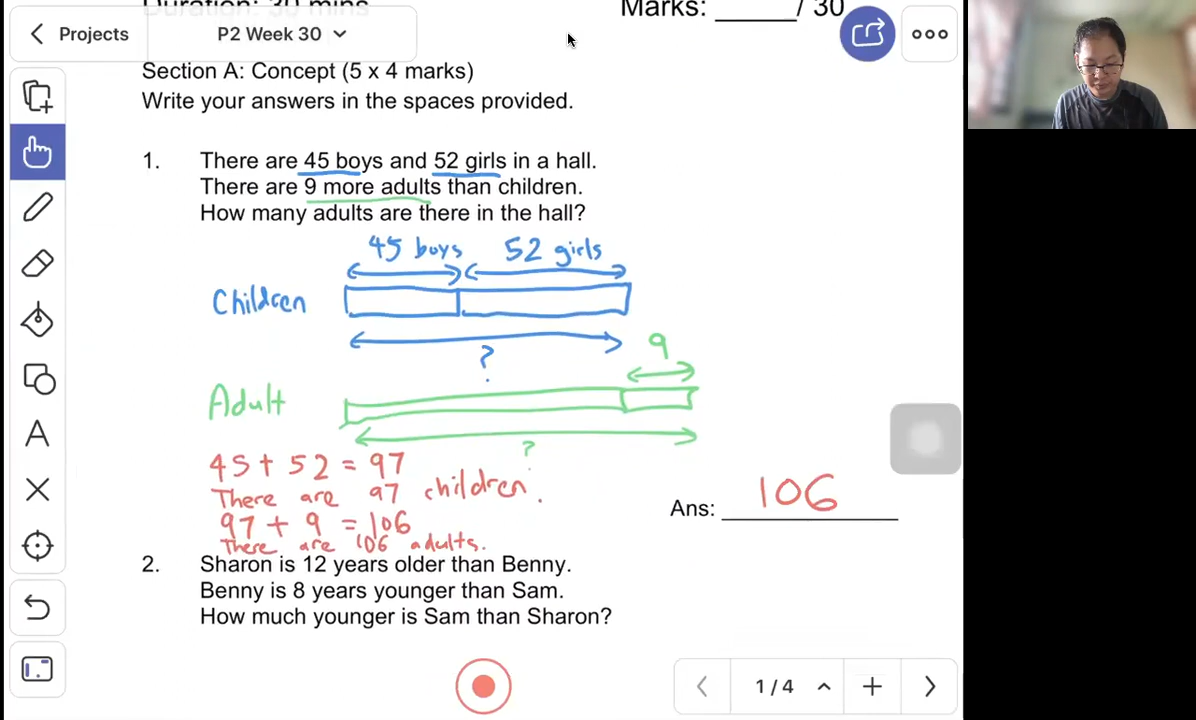 Duration: 30 mins
Marks: _____ / 30
Projects
P2 Week 30
Section A: Concept (5 x 4 marks)
Write your answers in the spaces provided.
1. There are 45 boys and 52 girls in a hall.
There are 9 more adults than children.
How many adults are there in the hall?
45 boys 52 girls
Children
?
9
Adult
?
45 + 52 = 97
There are 97 children.
97 + 9 = 106
There are 106 adults.
Ans: 106
2. Sharon is 12 years older than Benny.
Benny is 8 years younger than Sam.
How much younger is Sam than Sharon?
A
1 / 4